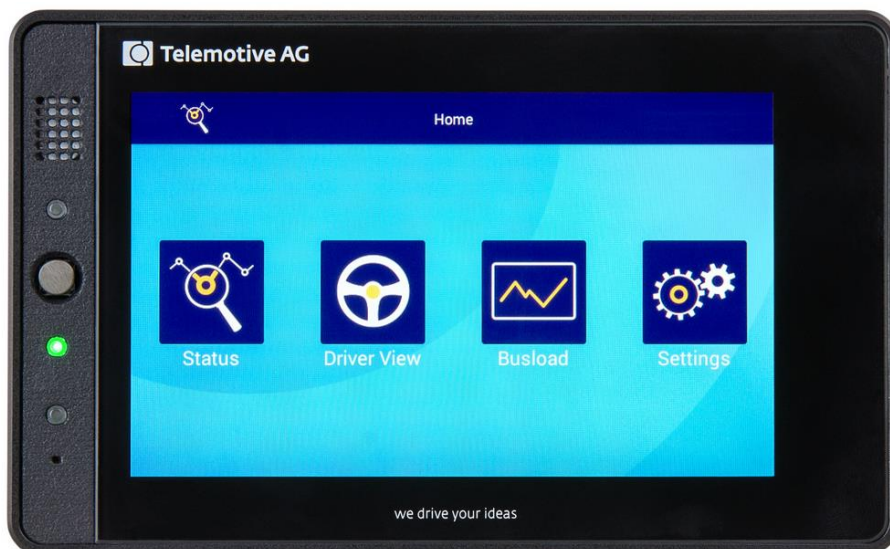 Telemotive AG
Home
Status
Driver View
Busload
Settings
we drive your ideas